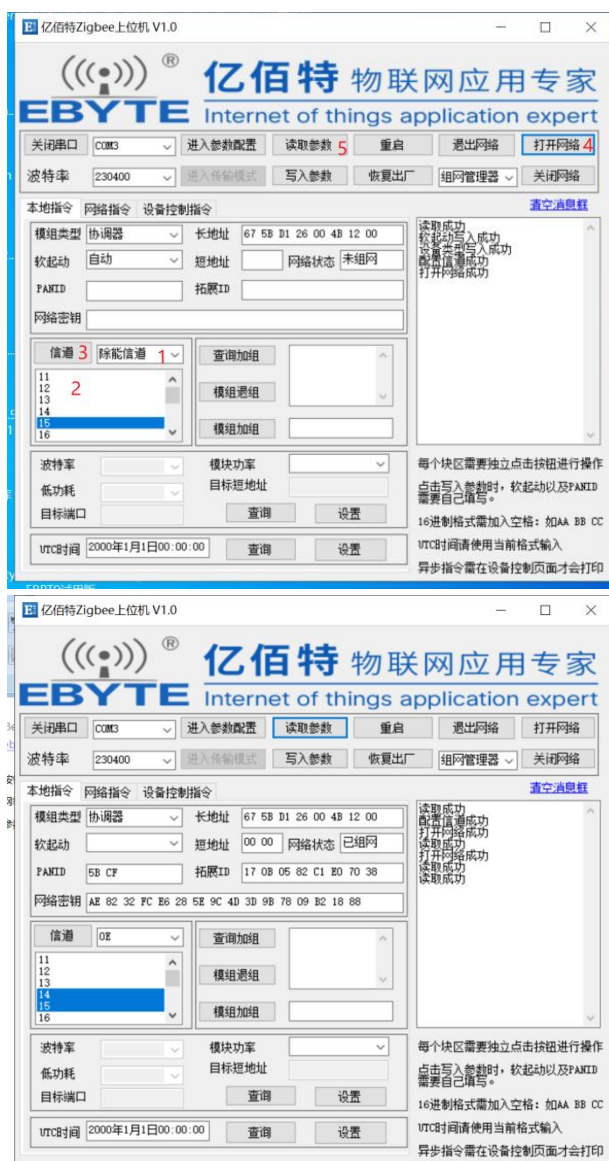 亿佰特Zigbee上位机 V1.0
®
EBYTE
亿佰特 物联网应用专家
Internet of things application expert
关闭串口 COM3 进入参数配置 读取参数 5 重启 退出网络 打开网络 4
波特率 230400 进入传输模式 写入参数 恢复出厂 组网管理器 关闭网络
本地指令 网络指令 设备控制指令 清空消息框
模组类型 协调器 长地址 67 5B D1 26 00 4B 12 00
软起动 自动 短地址 网络状态 未组网
PANID 拓展ID
网络密钥
信道 3 除能信道 1 查询加组
11
12 2
13
14
15
16
模组退组
模组加组
读取成功
软起动写入成功
设备类型写入成功
配置信道成功
打开网络成功
波特率 模块功率
低功耗 目标短地址
目标端口 查询 设置
UTC时间 2000年1月1日00:00:00 查询 设置
每个块区需要独立点击按钮进行操作
点击写入参数时，软起动以及PANID
需要自己填写。
16进制格式需加入空格：如AA BB CC
UTC时间请使用当前格式输入
异步指令需在设备控制页面才会打印
亿佰特Zigbee上位机 V1.0
®
EBYTE
亿佰特 物联网应用专家
Internet of things application expert
关闭串口 COM3 进入参数配置 读取参数 重启 退出网络 打开网络
波特率 230400 进入传输模式 写入参数 恢复出厂 组网管理器 关闭网络
本地指令 网络指令 设备控制指令 清空消息框
模组类型 协调器 长地址 67 5B D1 26 00 4B 12 00
软起动 短地址 00 00 网络状态 已组网
PANID 5B CF 拓展ID 17 0B 05 82 C1 E0 70 38
网络密钥 AE 82 32 FC E6 28 5E 9C 4D 3D 9B 78 09 B2 18 88
信道 0E 查询加组
11
12
13
14
15
16
模组退组
模组加组
读取成功
配置信道成功
打开网络成功
读取成功
打开网络成功
读取成功
读取成功
波特率 模块功率
低功耗 目标短地址
目标端口 查询 设置
UTC时间 2000年1月1日00:00:00 查询 设置
每个块区需要独立点击按钮进行操作
点击写入参数时，软起动以及PANID
需要自己填写。
16进制格式需加入空格：如AA BB CC
UTC时间请使用当前格式输入
异步指令需在设备控制页面才会打印